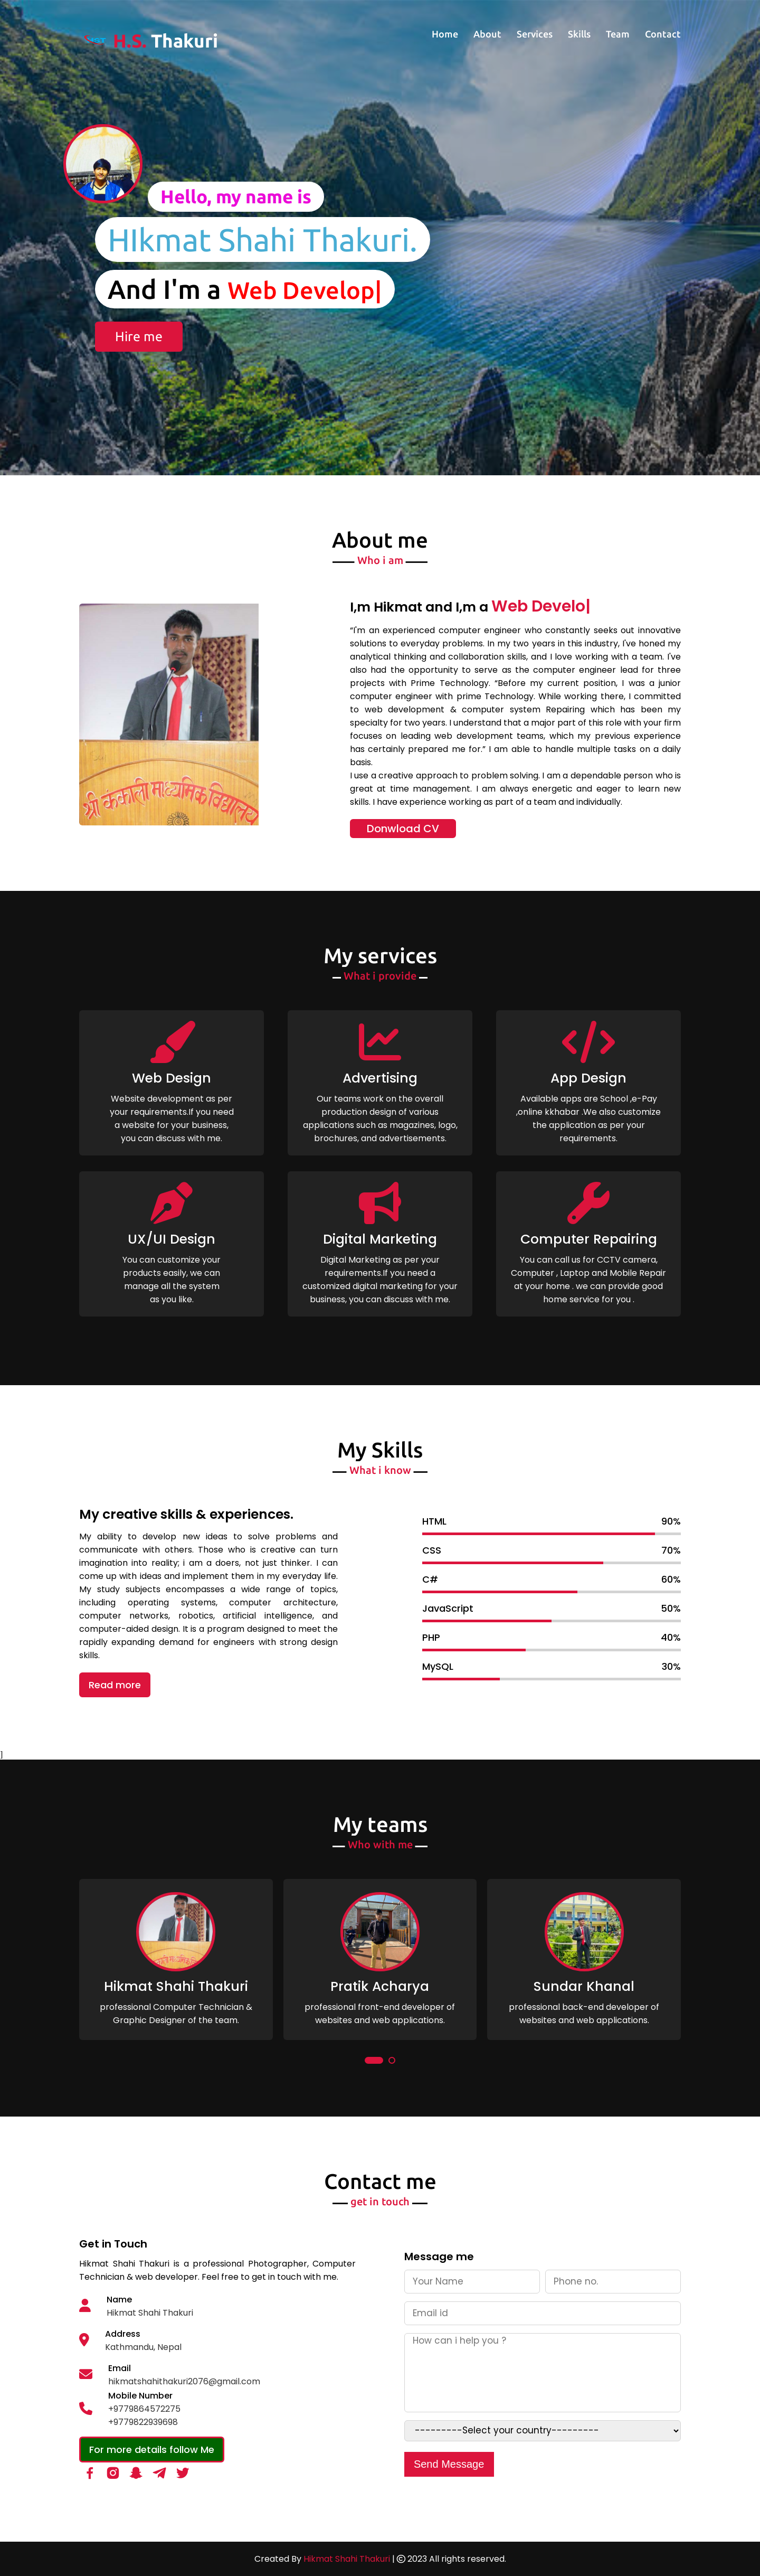 H.S. Thakuri
Home About Services Skills Team Contact
Hello, my name is
HIkmat Shahi Thakuri.
And I'm a Web Develop|
Hire me
About me
Who i am
I,m Hikmat and I,m a Web Develo|
“I'm an experienced computer engineer who constantly seeks out innovative
solutions to everyday problems. In my two years in this industry, I've honed my
analytical thinking and collaboration skills, and I love working with a team. I've
also had the opportunity to serve as the computer engineer lead for three
projects with Prime Technology. “Before my current position, I was a junior
computer engineer with prime Technology. While working there, I committed
to web development & computer system Repairing which has been my
specialty for two years. I understand that a major part of this role with your firm
focuses on leading web development teams, which my previous experience
has certainly prepared me for.” I am able to handle multiple tasks on a daily
basis.
I use a creative approach to problem solving. I am a dependable person who is
great at time management. I am always energetic and eager to learn new
skills. I have experience working as part of a team and individually.
Donwload CV
श्री कंकाली माध्यमिक विद्यालय
My services
What i provide
Web Design
Website development as per
your requirements.If you need
a website for your business,
you can discuss with me.
Advertising
Our teams work on the overall
production design of various
applications such as magazines, logo,
brochures, and advertisements.
App Design
Available apps are School ,e-Pay
,online kkhabar .We also customize
the application as per your
requirements.
UX/UI Design
You can customize your
products easily, we can
manage all the system
as you like.
Digital Marketing
Digital Marketing as per your
requirements.If you need a
customized digital marketing for your
business, you can discuss with me.
Computer Repairing
You can call us for CCTV camera,
Computer , Laptop and Mobile Repair
at your home . we can provide good
home service for you .
My Skills
What i know
My creative skills & experiences.
My ability to develop new ideas to solve problems and
communicate with others. Those who is creative can turn
imagination into reality; i am a doers, not just thinker. I can
come up with ideas and implement them in my everyday life.
My study subjects encompasses a wide range of topics,
including operating systems, computer architecture,
computer networks, robotics, artificial intelligence, and
computer-aided design. It is a program designed to meet the
rapidly expanding demand for engineers with strong design
skills.
Read more
HTML 90%
CSS 70%
C# 60%
JavaScript 50%
PHP 40%
MySQL 30%
]
My teams
Who with me
Hikmat Shahi Thakuri
professional Computer Technician &
Graphic Designer of the team.
Pratik Acharya
professional front-end developer of
websites and web applications.
Sundar Khanal
professional back-end developer of
websites and web applications.
Contact me
get in touch
Get in Touch
Hikmat Shahi Thakuri is a professional Photographer, Computer
Technician & web developer. Feel free to get in touch with me.
Name
Hikmat Shahi Thakuri
Address
Kathmandu, Nepal
Email
hikmatshahithakuri2076@gmail.com
Mobile Number
+9779864572275
+9779822939698
For more details follow Me
Message me
Your Name
Phone no.
Email id
How can i help you ?
---------Select your country---------
Send Message
Created By Hikmat Shahi Thakuri | © 2023 All rights reserved.